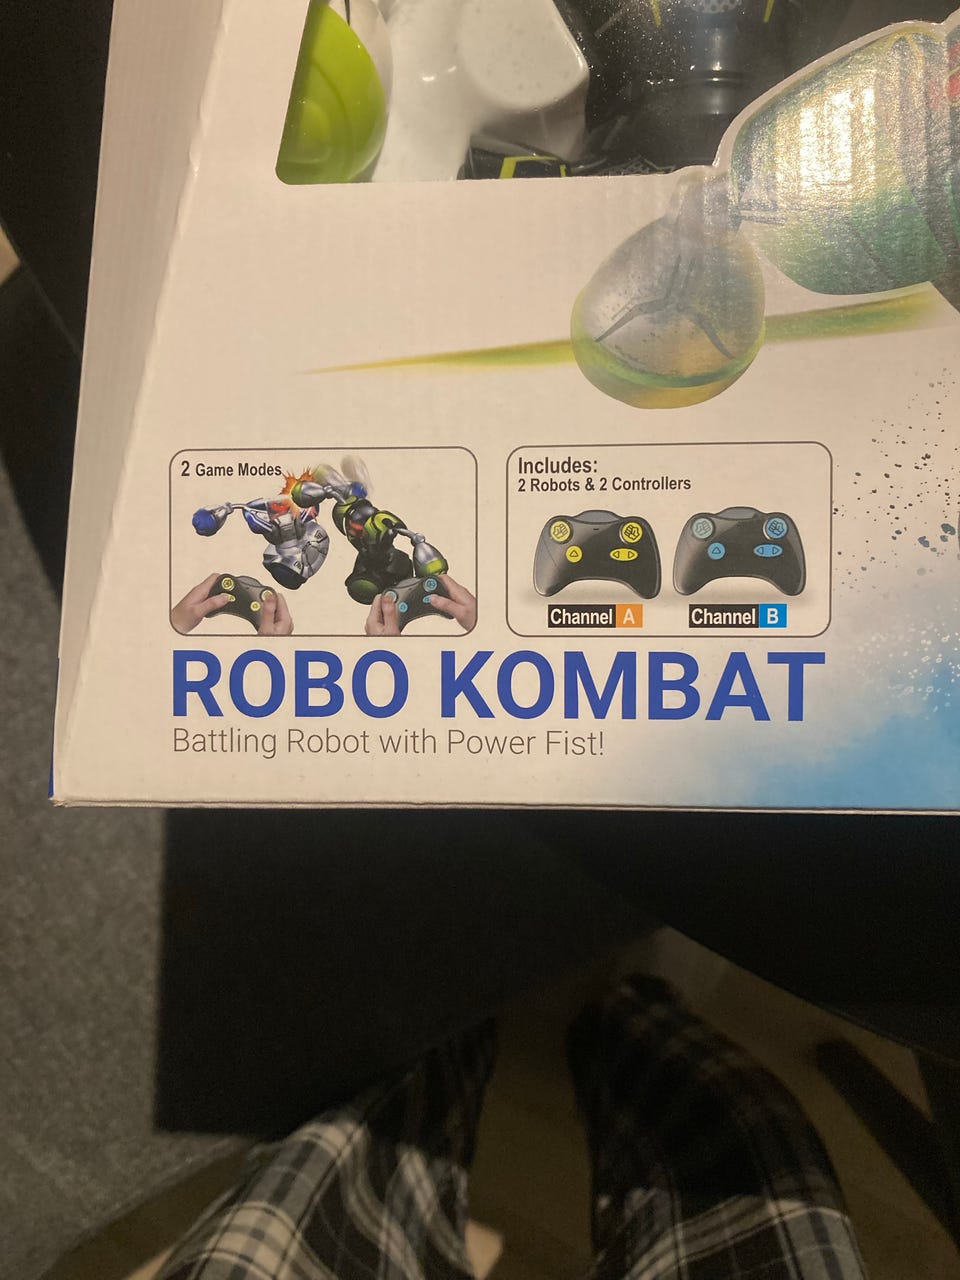 2 Game Modes
Includes:
2 Robots & 2 Controllers
Channel A
Channel B
ROBO KOMBAT
Battling Robot with Power Fist!